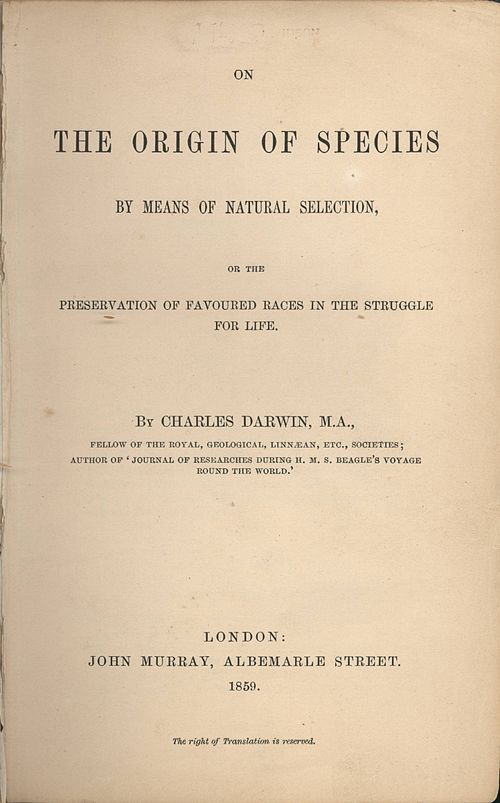 ON
THE ORIGIN OF SPECIES
BY MEANS OF NATURAL SELECTION,
OR THE
PRESERVATION OF FAVOURED RACES IN THE STRUGGLE
FOR LIFE.
BY CHARLES DARWIN, M.A.,
FELLOW OF THE ROYAL, GEOLOGICAL, LINNÆAN, ETC., SOCIETIES;
AUTHOR OF ‘JOURNAL OF RESEARCHES DURING H. M. S. BEAGLE’S VOYAGE
ROUND THE WORLD.’
LONDON:
JOHN MURRAY, ALBEMARLE STREET.
1859.
The right of Translation is reserved.